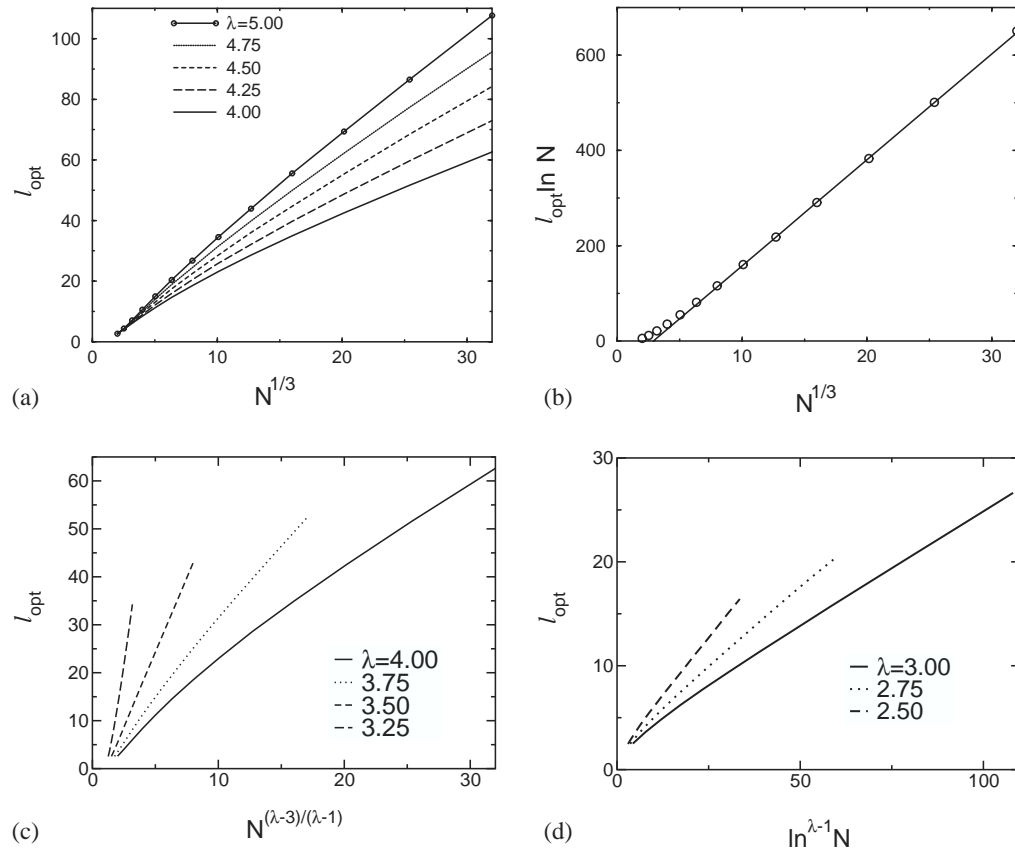 λ=5.00
4.75
4.50
4.25
4.00
100
80
60
40
20
0
0 10 20 30
l_opt
N^1/3
(a)
600
400
200
0
0 10 20 30
l_opt ln N
N^1/3
(b)
60
50
40
30
20
10
0
0 10 20 30
l_opt
λ=4.00
3.75
3.50
3.25
N^(λ-3)/(λ-1)
(c)
30
20
10
0
0 50 100
l_opt
λ=3.00
2.75
2.50
ln^λ-1 N
(d)